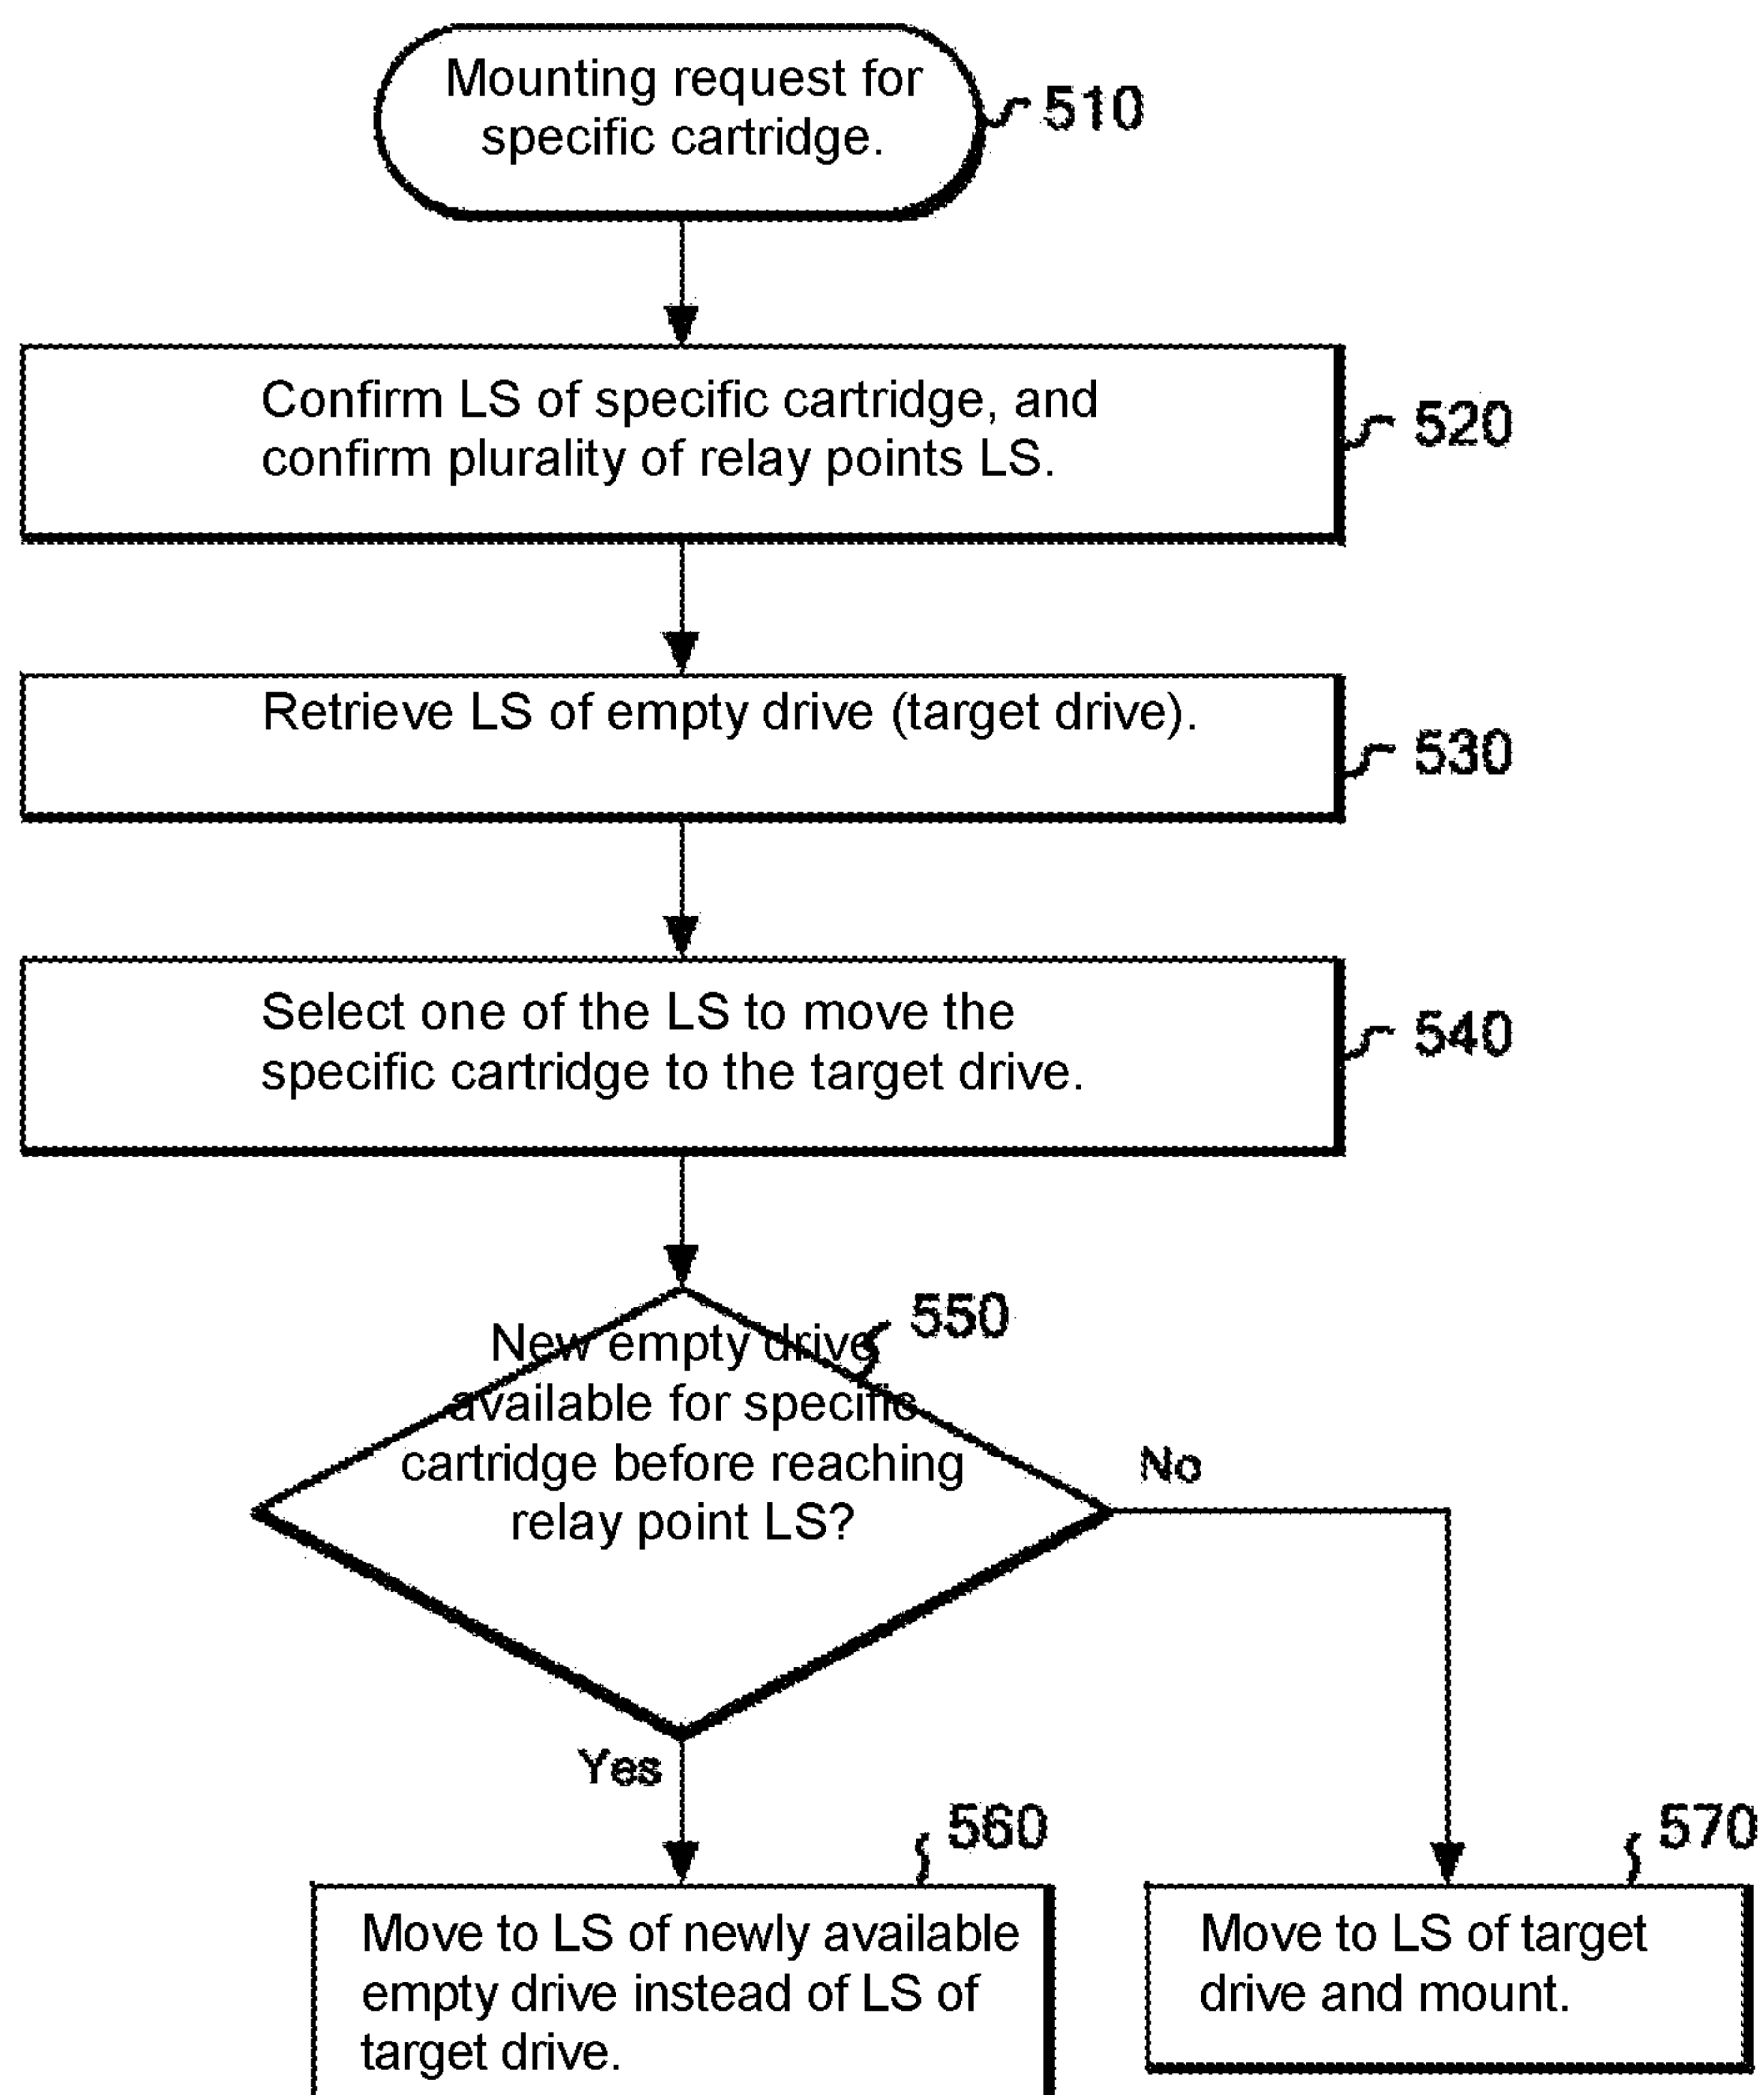 Mounting request for
specific cartridge.
510
Confirm LS of specific cartridge, and
confirm plurality of relay points LS.
520
Retrieve LS of empty drive (target drive).
530
Select one of the LS to move the
specific cartridge to the target drive.
540
550
New empty drive
available for specific
cartridge before reaching
relay point LS?
No
Yes
560
Move to LS of newly available
empty drive instead of LS of
target drive.
570
Move to LS of target
drive and mount.